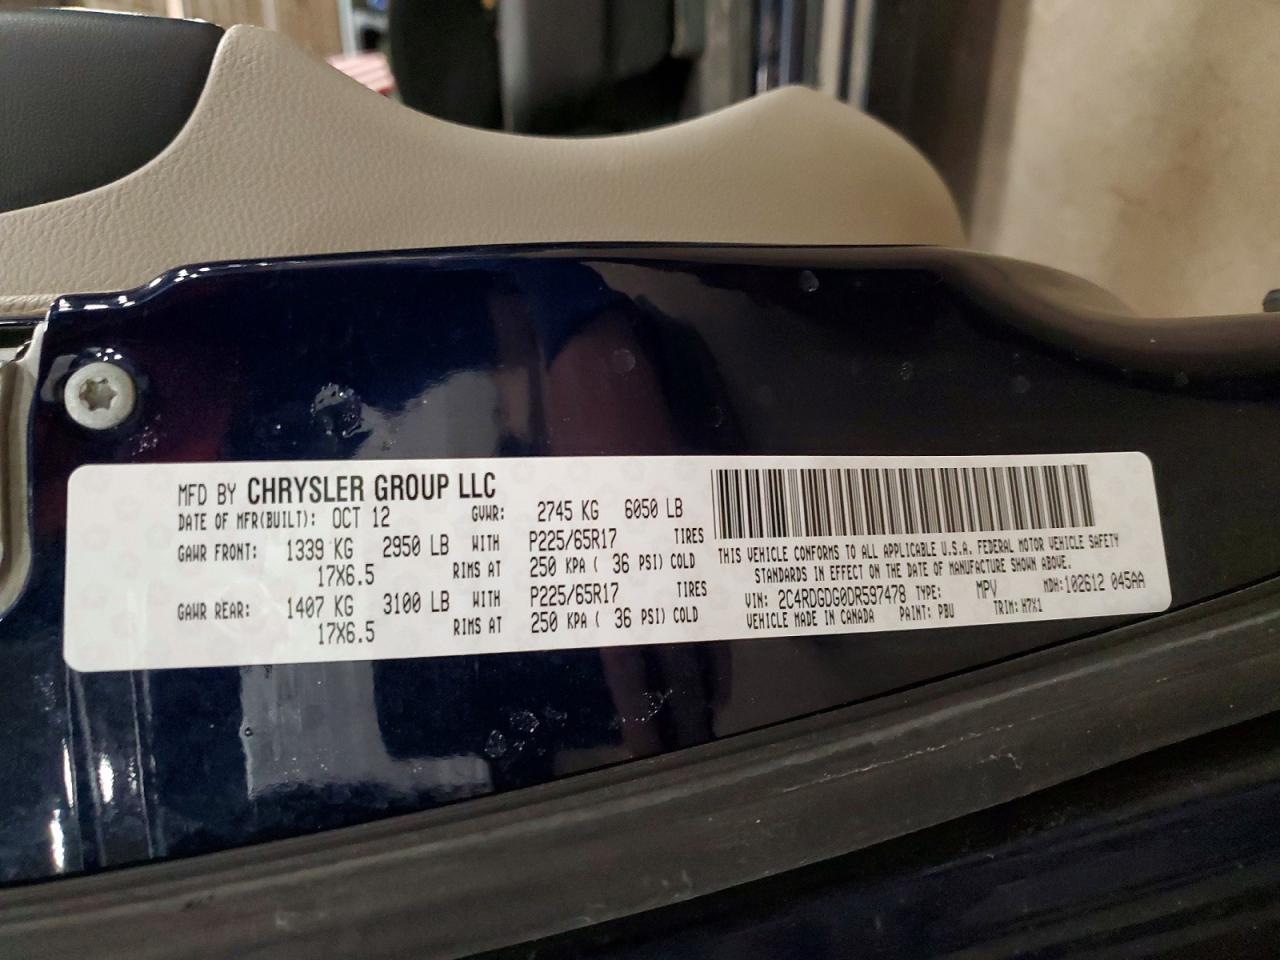 MFD BY CHRYSLER GROUP LLC
DATE OF MFR(BUILT): OCT 12 GVWR: 2745 KG 6050 LB
GAWR FRONT: 1339 KG 2950 LB WITH P225/65R17 TIRES
17X6.5 RIMS AT 250 KPA ( 36 PSI) COLD
GAWR REAR: 1407 KG 3100 LB WITH P225/65R17 TIRES
17X6.5 RIMS AT 250 KPA ( 36 PSI) COLD
THIS VEHICLE CONFORMS TO ALL APPLICABLE U.S.A. FEDERAL MOTOR VEHICLE SAFETY
STANDARDS IN EFFECT ON THE DATE OF MANUFACTURE SHOWN ABOVE.
VIN: 2C4RDGDG0DR597478 TYPE: MPV MDH:102612 045AA
VEHICLE MADE IN CANADA PAINT: PBU TRIM: H7X1